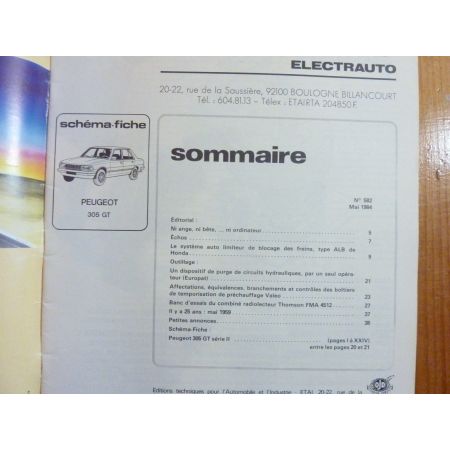 ELECTRAUTO
20-22, rue de la Saussière, 92100 BOULOGNE BILLANCOURT
Tél. : 604.81.13 – Télex : ETAIRTA 204850 F.
schéma-fiche
PEUGEOT
305 GT
sommaire
N° 582
Mai 1984
Éditorial :
Ni ange, ni bête, ... ni ordinateur 5
Échos 7
Le système auto limiteur de blocage des freins, type ALB de
Honda 9
Outillage :
Un dispositif de purge de circuits hydrauliques, par un seul opéra-
teur (Europal) 21
Affectations, équivalences, branchements et contrôles des boîtiers
de temporisation de préchauffage Valeo 23
Banc d'essais du combiné radiolecteur Thomson FMA 4512 27
Il y a 25 ans : mai 1959 37
Petites annonces 38
Schéma-Fiche :
Peugeot 305 GT série II (pages I à XXIV)
entre les pages 20 et 21
Éditions techniques pour l'Automobile et l'Industrie - ETAI, 20-22, rue de la